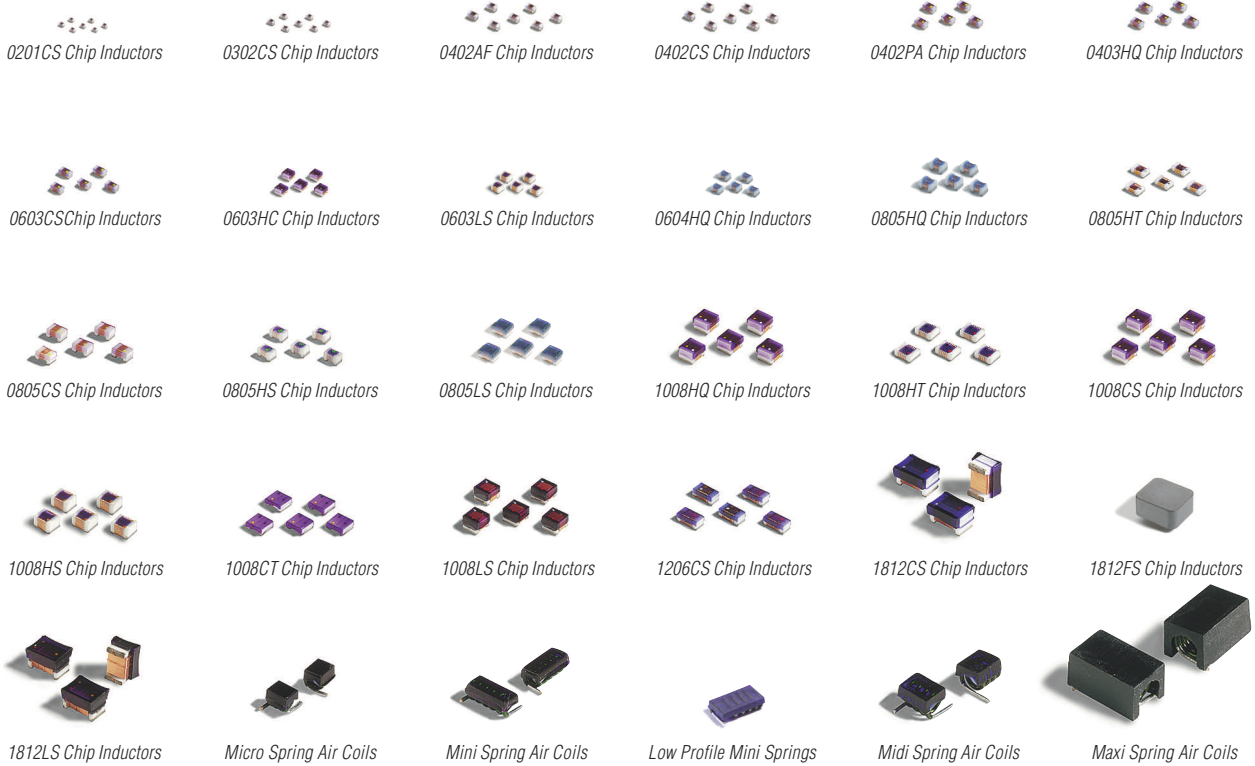 0201CS Chip Inductors
0302CS Chip Inductors
0402AF Chip Inductors
0402CS Chip Inductors
0402PA Chip Inductors
0403HQ Chip Inductors
0603CSChip Inductors
0603HC Chip Inductors
0603LS Chip Inductors
0604HQ Chip Inductors
0805HQ Chip Inductors
0805HT Chip Inductors
0805CS Chip Inductors
0805HS Chip Inductors
0805LS Chip Inductors
1008HQ Chip Inductors
1008HT Chip Inductors
1008CS Chip Inductors
1008HS Chip Inductors
1008CT Chip Inductors
1008LS Chip Inductors
1206CS Chip Inductors
1812CS Chip Inductors
1812FS Chip Inductors
1812LS Chip Inductors
Micro Spring Air Coils
Mini Spring Air Coils
Low Profile Mini Springs
Midi Spring Air Coils
Maxi Spring Air Coils